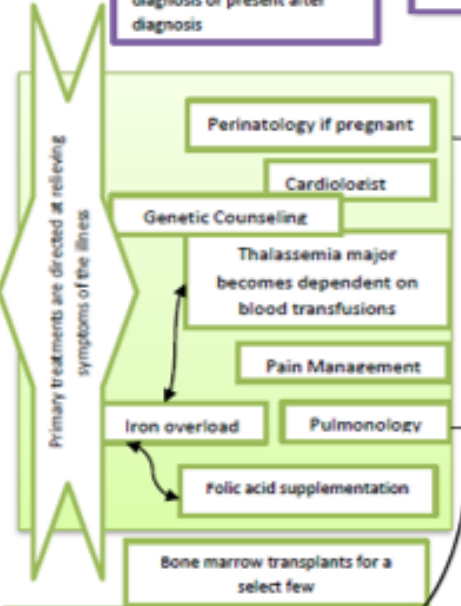 diagnosis or present after
diagnosis
Primary treatments are directed at relieving
symptoms of the illness
Perinatology if pregnant
Cardiologist
Genetic Counseling
Thalassemia major
becomes dependent on
blood transfusions
Pain Management
Iron overload
Pulmonology
Folic acid supplementation
Bone marrow transplants for a
select few